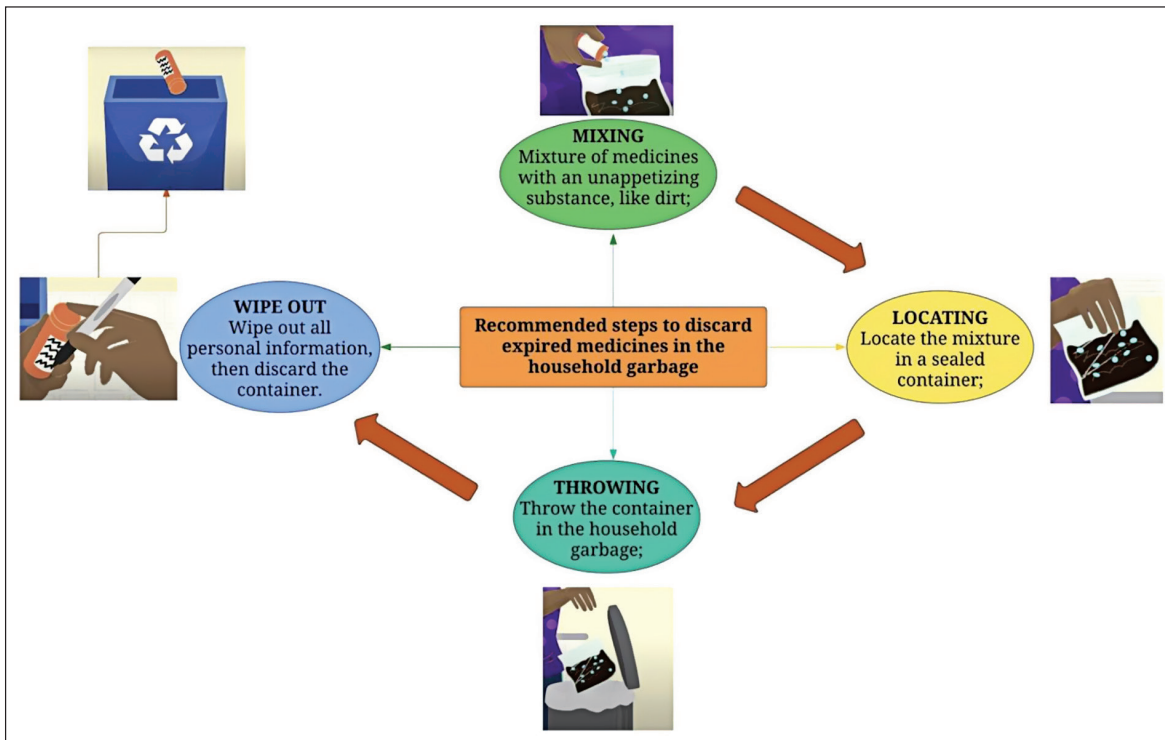 MIXING
Mixture of medicines
with an unappetizing
substance, like dirt;
WIPE OUT
Wipe out all
personal information,
then discard the
container.
Recommended steps to discard
expired medicines in the
household garbage
LOCATING
Locate the mixture
in a sealed
container;
THROWING
Throw the container
in the household
garbage;